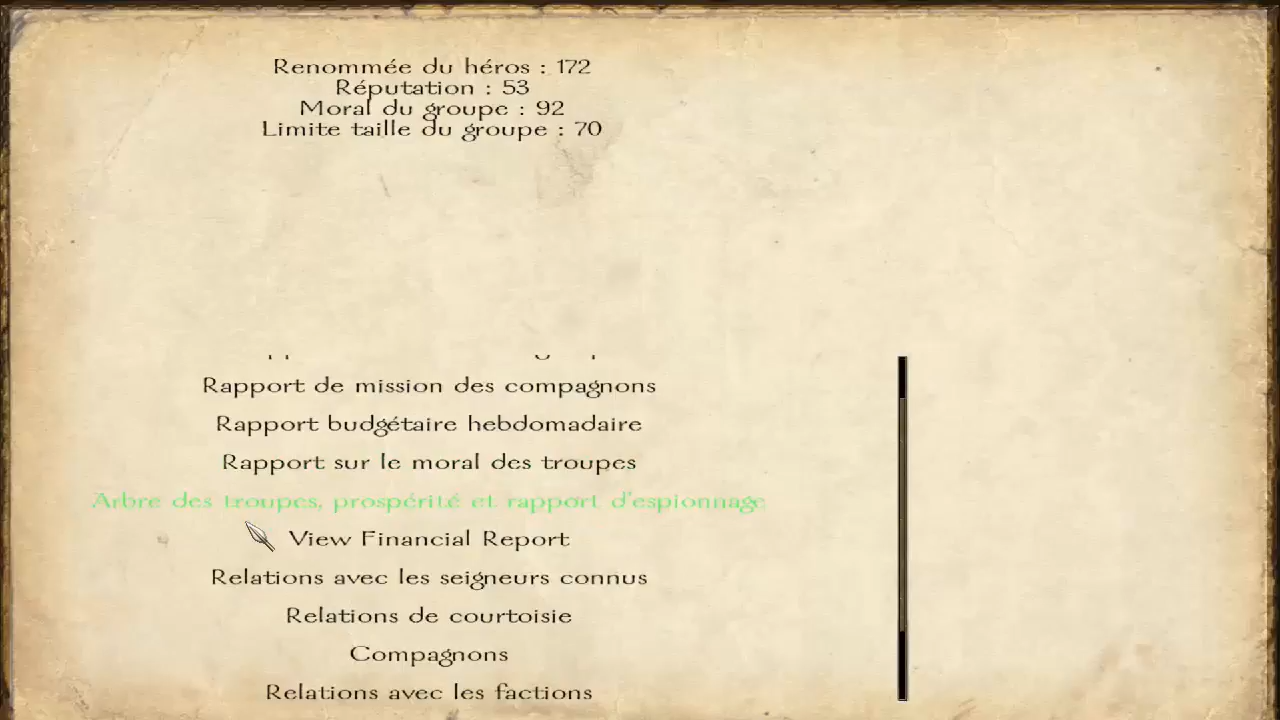 Renommée du héros : 172
Réputation : 53
Moral du groupe : 92
Limite taille du groupe : 70
Rapport de mission des compagnons
Rapport budgétaire hebdomadaire
Rapport sur le moral des troupes
Arbre des troupes, prospérité et rapport d'espionnage
View Financial Report
Relations avec les seigneurs connus
Relations de courtoisie
Compagnons
Relations avec les factions